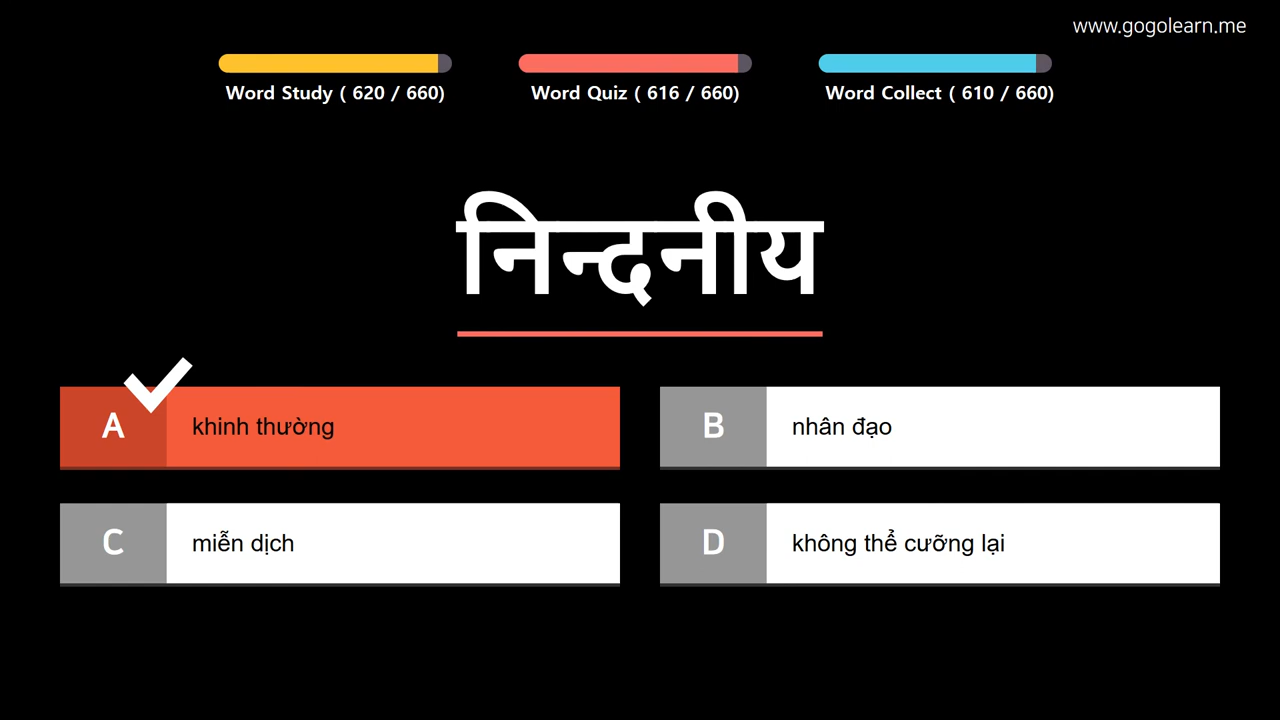 www.gogolearn.me
Word Study ( 620 / 660)
Word Quiz ( 616 / 660)
Word Collect ( 610 / 660)
निन्दनीय
A
khinh thường
B
nhân đạo
C
miễn dịch
D
không thể cưỡng lại